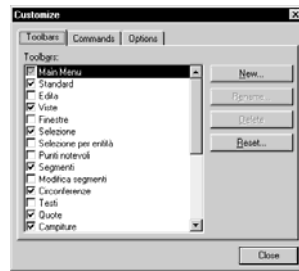 Customize
Toolbars Commands Options
Toolbars:
Main Menu
Standard
Edita
Viste
Finestre
Selezione
Selezione per entità
Punti notevoli
Segmenti
Modifica segmenti
Circonferenze
Testi
Quote
Campiture
New...
Rename...
Delete
Reset...
Close